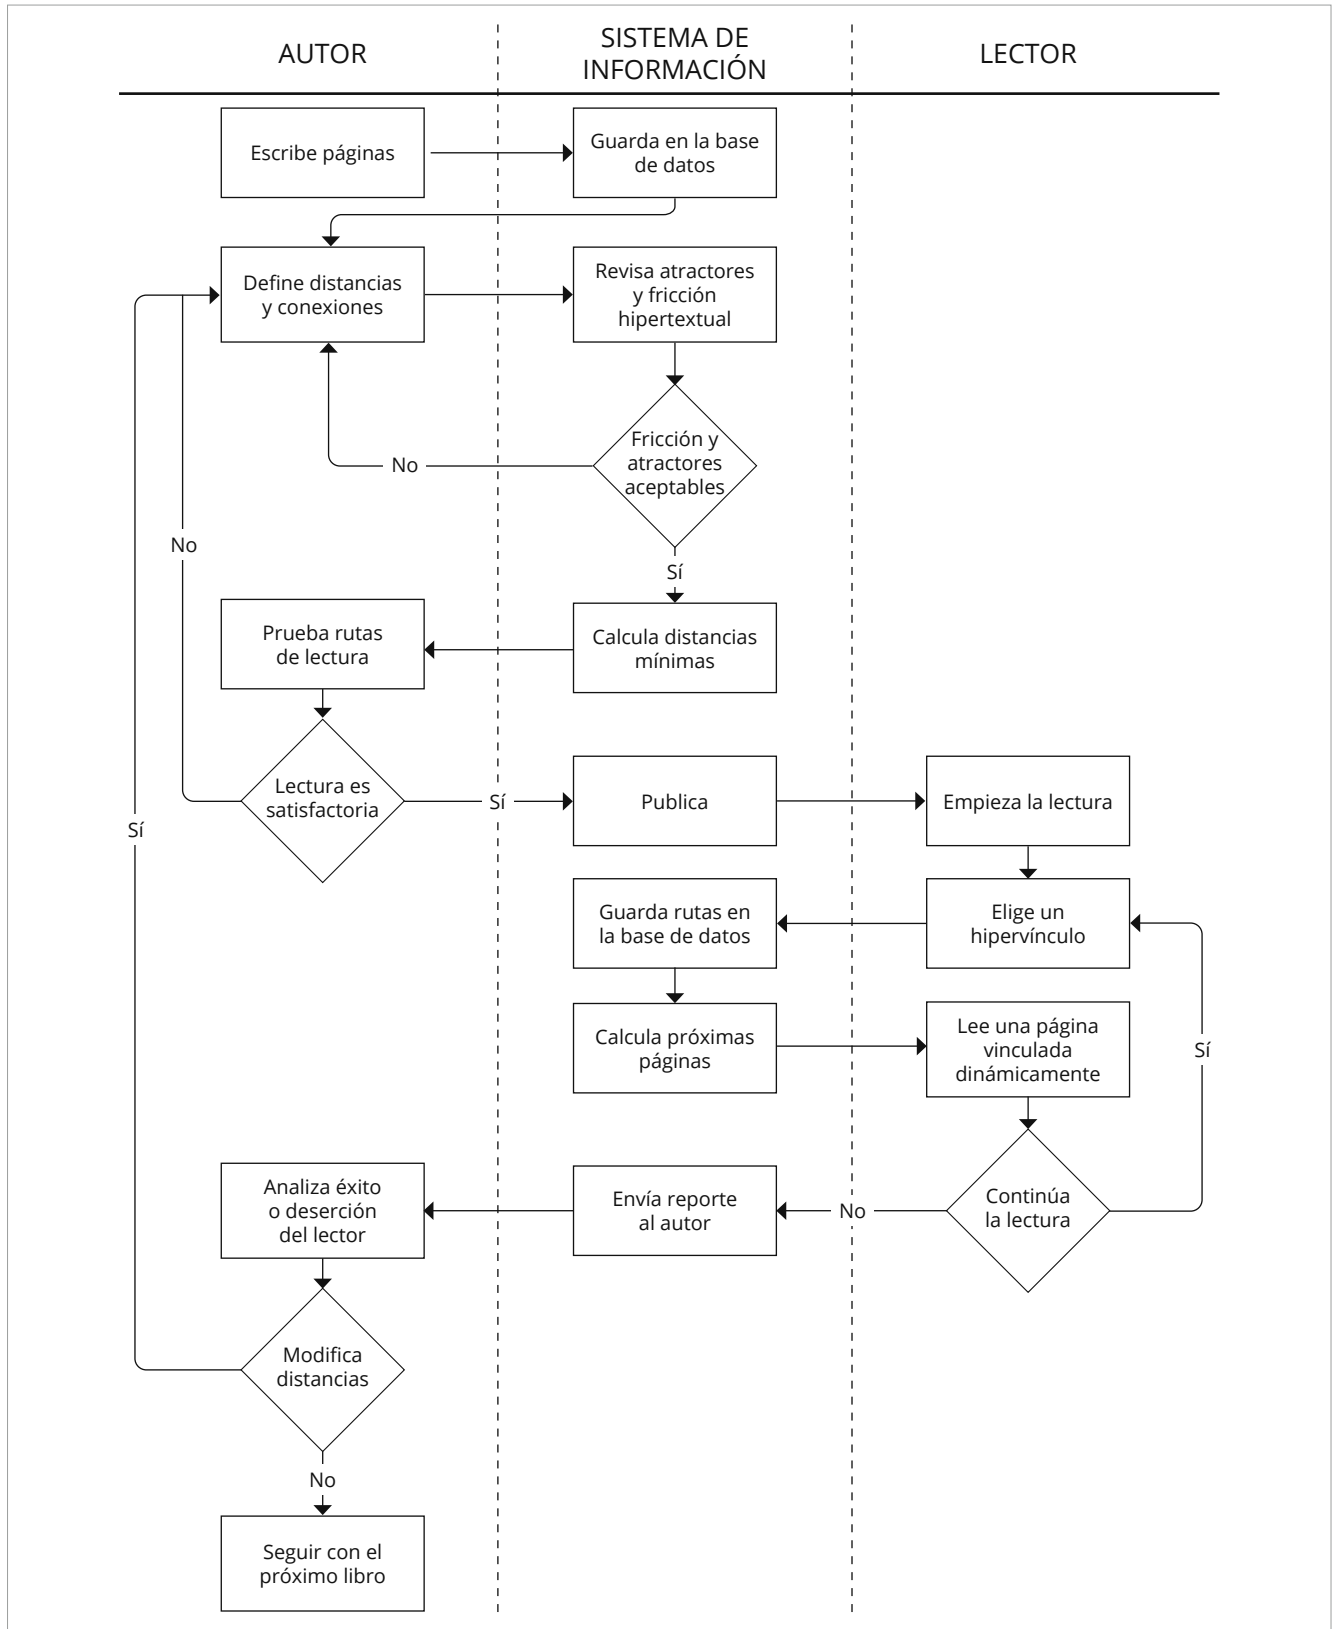 AUTOR
SISTEMA DE
INFORMACIÓN
LECTOR
Escribe páginas
Guarda en la base
de datos
Define distancias
y conexiones
Revisa atractores
y fricción
hipertextual
Fricción y
atractores
aceptables
No
No
Sí
Prueba rutas
de lectura
Calcula distancias
mínimas
Lectura es
satisfactoria
Sí
Publica
Empieza la lectura
Sí
Guarda rutas en
la base de datos
Elige un
hipervínculo
Calcula próximas
páginas
Lee una página
vinculada
dinámicamente
Sí
Analiza éxito
o deserción
del lector
Envía reporte
al autor
No
Continúa
la lectura
Modifica
distancias
No
Seguir con el
próximo libro